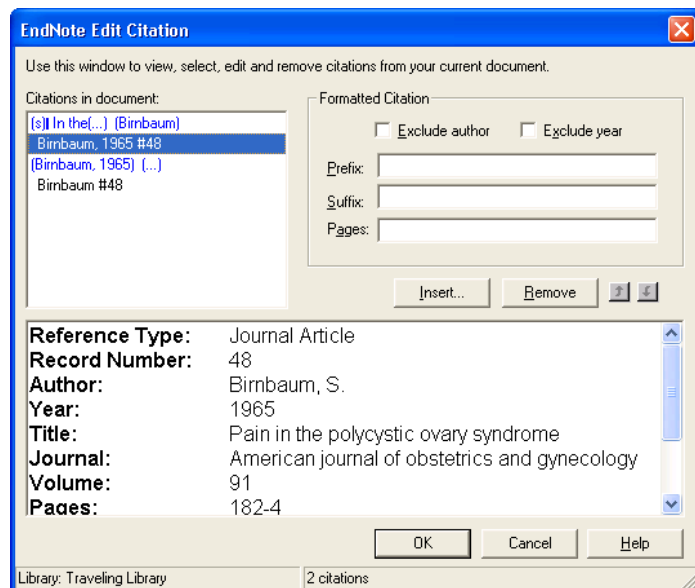 EndNote Edit Citation
Use this window to view, select, edit and remove citations from your current document.
Citations in document:
(s)| In the(...) (Birnbaum)
Birnbaum, 1965 #48
(Birnbaum, 1965) (...)
Birnbaum #48
Formatted Citation
Exclude author
Exclude year
Prefix:
Suffix:
Pages:
Insert...
Remove
Reference Type: Journal Article
Record Number: 48
Author: Birnbaum, S.
Year: 1965
Title: Pain in the polycystic ovary syndrome
Journal: American journal of obstetrics and gynecology
Volume: 91
Pages: 182-4
OK
Cancel
Help
Library: Traveling Library
2 citations